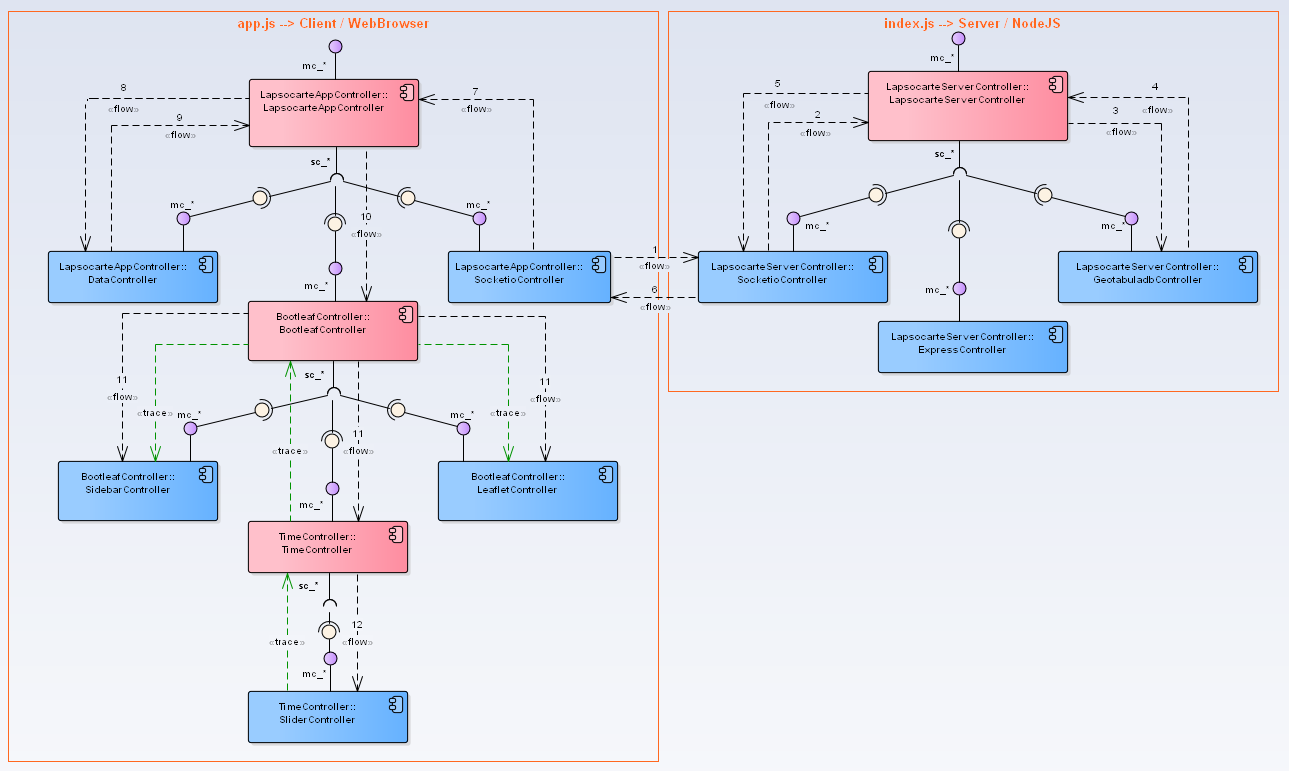 app.js --> Client / WebBrowser
index.js --> Server / NodeJS
mc_*
mc_*
LapsocarteAppController::
LapsocarteAppController
LapsocarteServerController::
LapsocarteServerController
8
«flow»
9
«flow»
7
«flow»
5
«flow»
2
«flow»
4
«flow»
3
«flow»
sc_*
sc_*
mc_*
mc_*
10
«flow»
mc_*
mc_*
LapsocarteAppController::
DataController
mc_*
LapsocarteAppController::
SocketioController
1
«flow»
6
«flow»
LapsocarteServerController::
SocketioController
mc_*
LapsocarteServerController::
GeotabuladbController
BootleafController::
BootleafController
LapsocarteServerController::
ExpressController
sc_*
11
«flow»
«trace»
mc_*
11
«flow»
«trace»
mc_*
«trace»
11
«flow»
BootleafController::
SidebarController
BootleafController::
LeafletController
mc_*
TimeController::
TimeController
sc_*
«trace»
12
«flow»
mc_*
TimeController::
SliderController